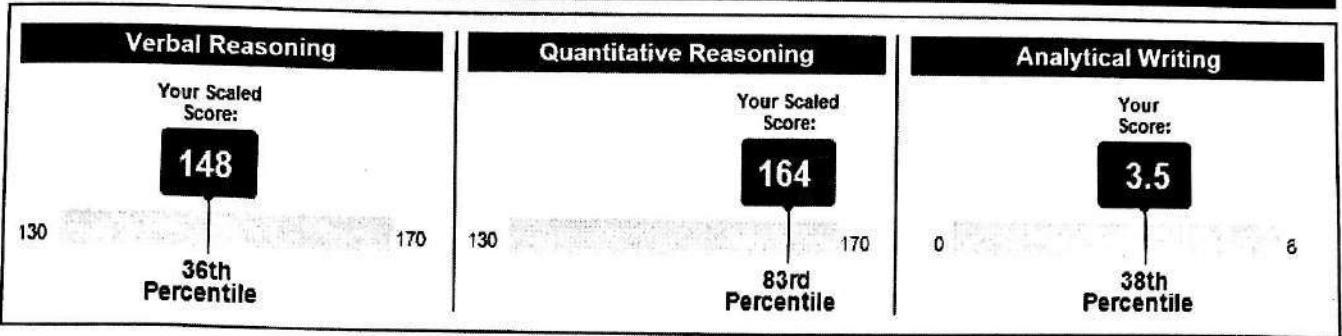 Verbal Reasoning
Your Scaled
Score:
148
130
170
36th
Percentile
Quantitative Reasoning
Your Scaled
Score:
164
130
170
83rd
Percentile
Analytical Writing
Your
Score:
3.5
0
6
38th
Percentile